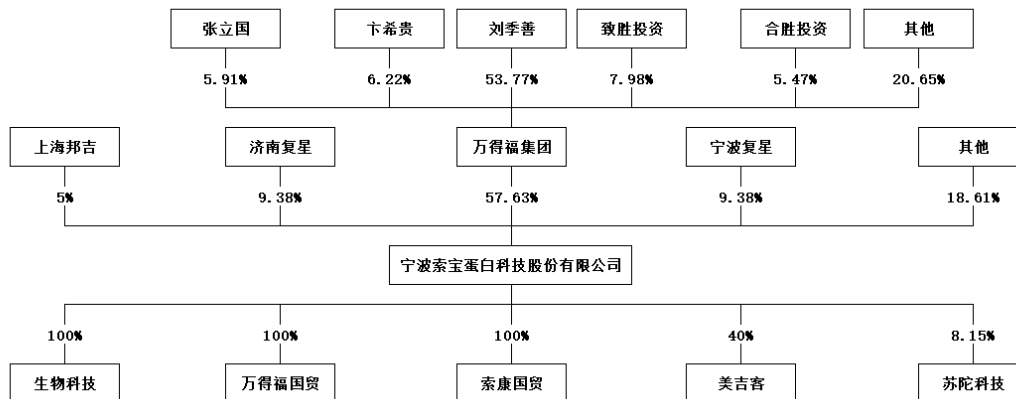 张立国 卞希贵 刘季善 致胜投资 合胜投资 其他
5.91% 6.22% 53.77% 7.98% 5.47% 20.65%
上海邦吉 济南复星 万得福集团 宁波复星 其他
5% 9.38% 57.63% 9.38% 18.61%
宁波索宝蛋白科技股份有限公司
100% 100% 100% 40% 8.15%
生物科技 万得福国贸 索康国贸 美吉客 苏陀科技